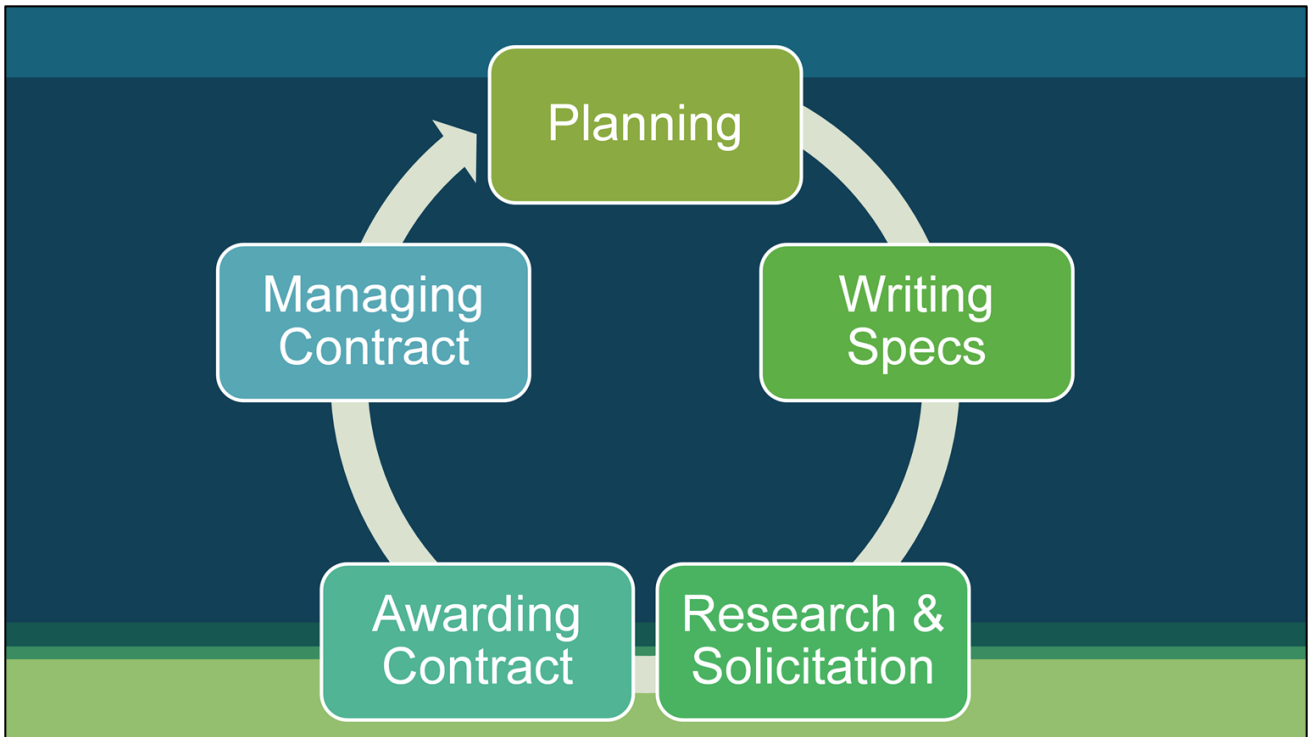 Planning
Writing
Specs
Research &
Solicitation
Awarding
Contract
Managing
Contract